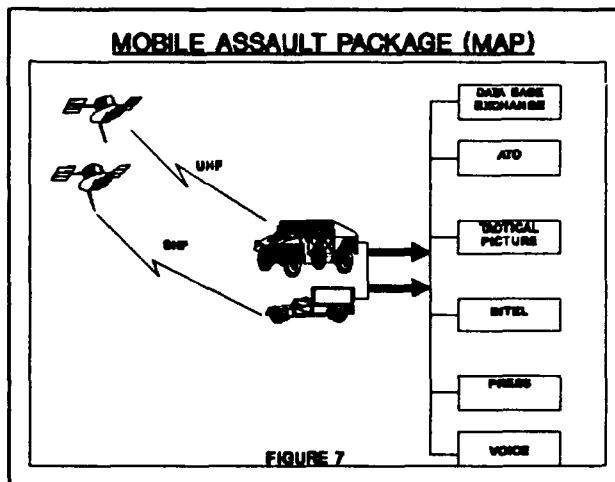 MOBILE ASSAULT PACKAGE (MAP)
DATA BASE
EXCHANGE
UHF
ATO
SHF
TACTICAL
PICTURE
INTEL
PRESS
VOICE
FIGURE 7